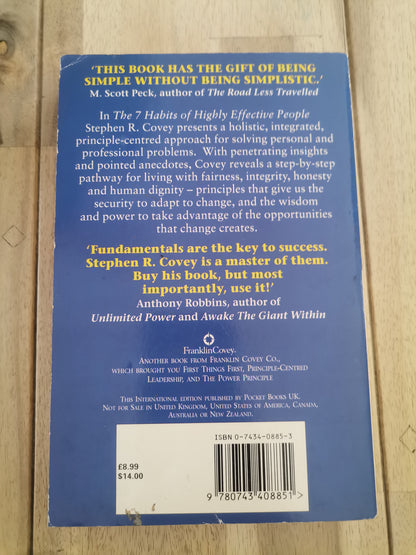 ‘THIS BOOK HAS THE GIFT OF BEING
SIMPLE WITHOUT BEING SIMPLISTIC.’
M. Scott Peck, author of The Road Less Travelled
In The 7 Habits of Highly Effective People
Stephen R. Covey presents a holistic, integrated,
principle-centred approach for solving personal and
professional problems. With penetrating insights
and pointed anecdotes, Covey reveals a step-by-step
pathway for living with fairness, integrity, honesty
and human dignity – principles that give us the
security to adapt to change, and the wisdom
and power to take advantage of the opportunities
that change creates.
‘Fundamentals are the key to success.
Stephen R. Covey is a master of them.
Buy his book, but most
importantly, use it!’
Anthony Robbins, author of
Unlimited Power and Awake The Giant Within
FranklinCovey.
ANOTHER BOOK FROM FRANKLIN COVEY CO.,
WHICH BROUGHT YOU FIRST THINGS FIRST, PRINCIPLE-CENTRED
LEADERSHIP, AND THE POWER PRINCIPLE
THIS INTERNATIONAL EDITION PUBLISHED BY POCKET BOOKS UK.
NOT FOR SALE IN UNITED KINGDOM, UNITED STATES OF AMERICA, CANADA,
AUSTRALIA OR NEW ZEALAND.
ISBN 0-7434-0885-3
£8.99
$14.00
9 780743 408851 >